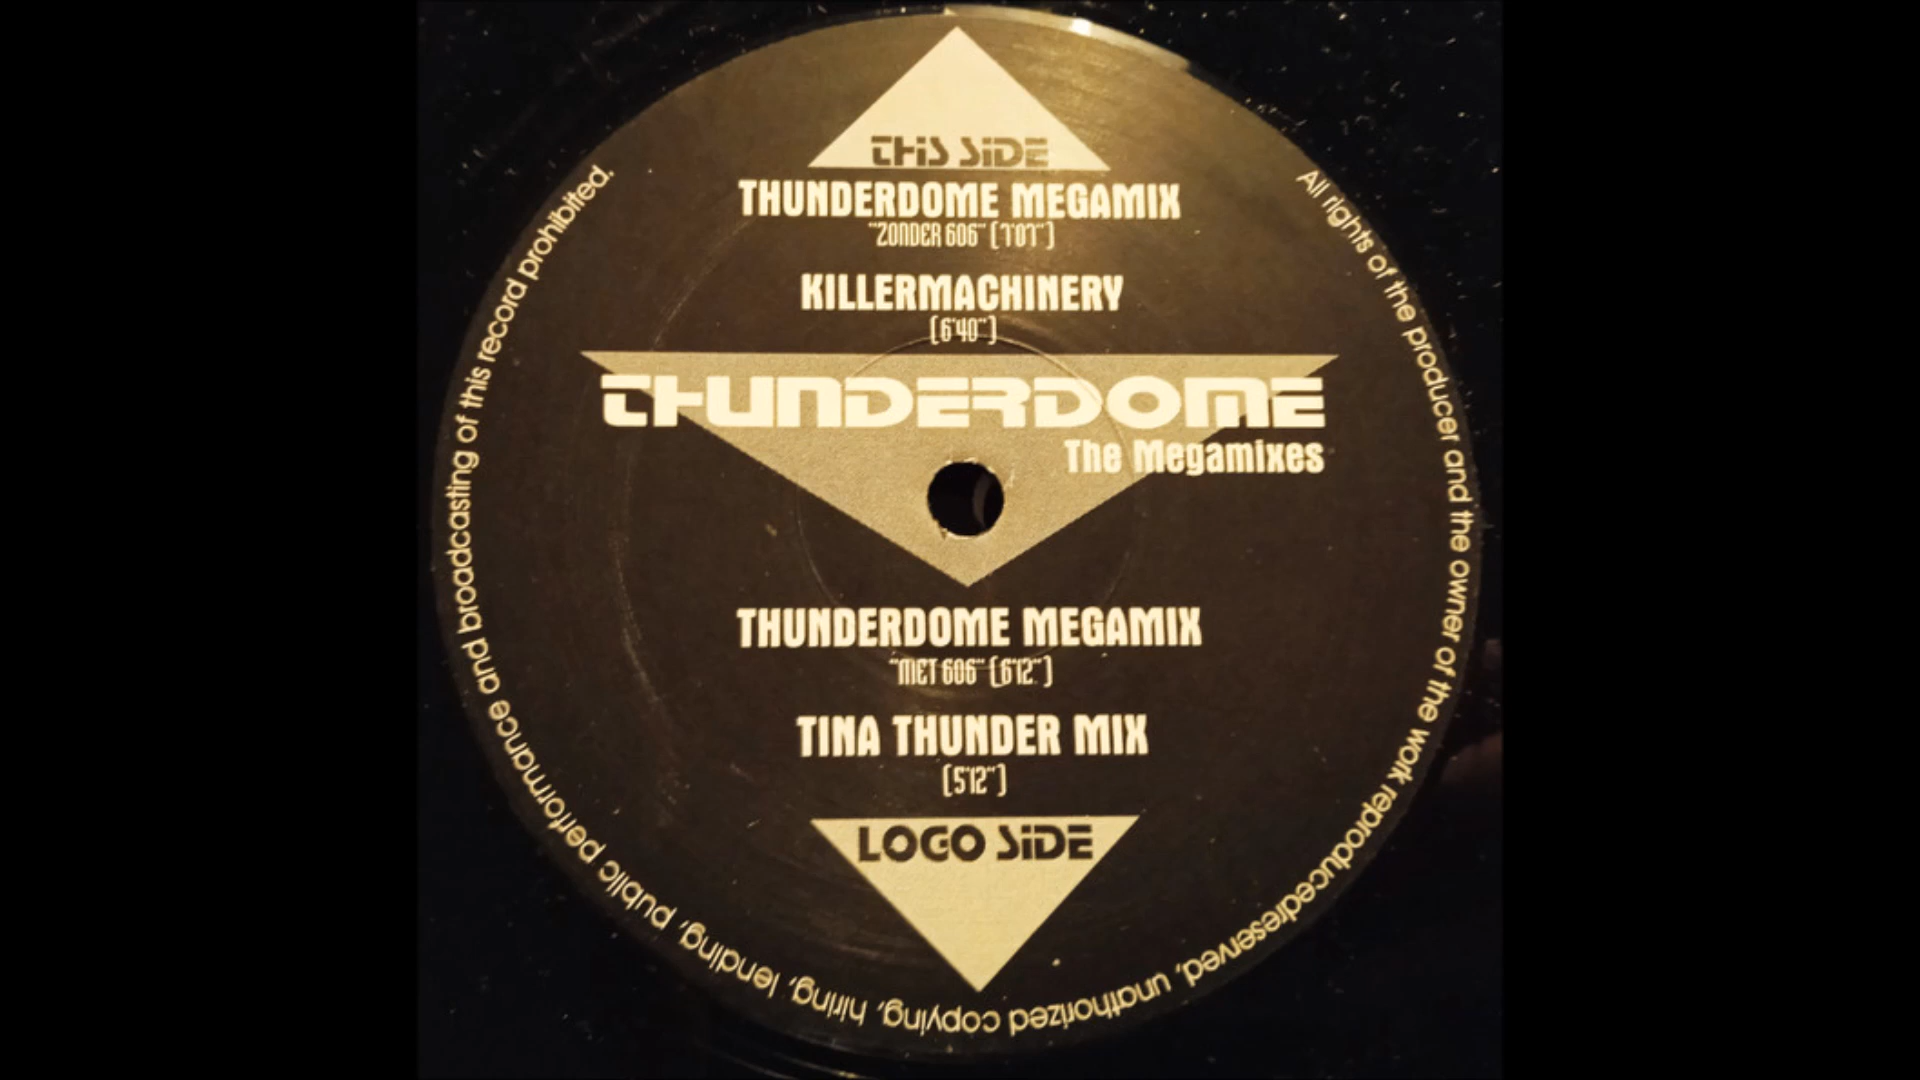 THIS SIDE
THUNDERDOME MEGAMIX
"ZONDER 606" (7'07")
KILLERMACHINERY
(6'40")
THUNDERDOME
The Megamixes
THUNDERDOME MEGAMIX
"MET 606" (6'12")
TINA THUNDER MIX
(5'12")
LOGO SIDE
All rights of the producer and the owner of the work reproducedreserved, unathorized copying, hiring, lending, public performance and broadcasting of this record prohibited.